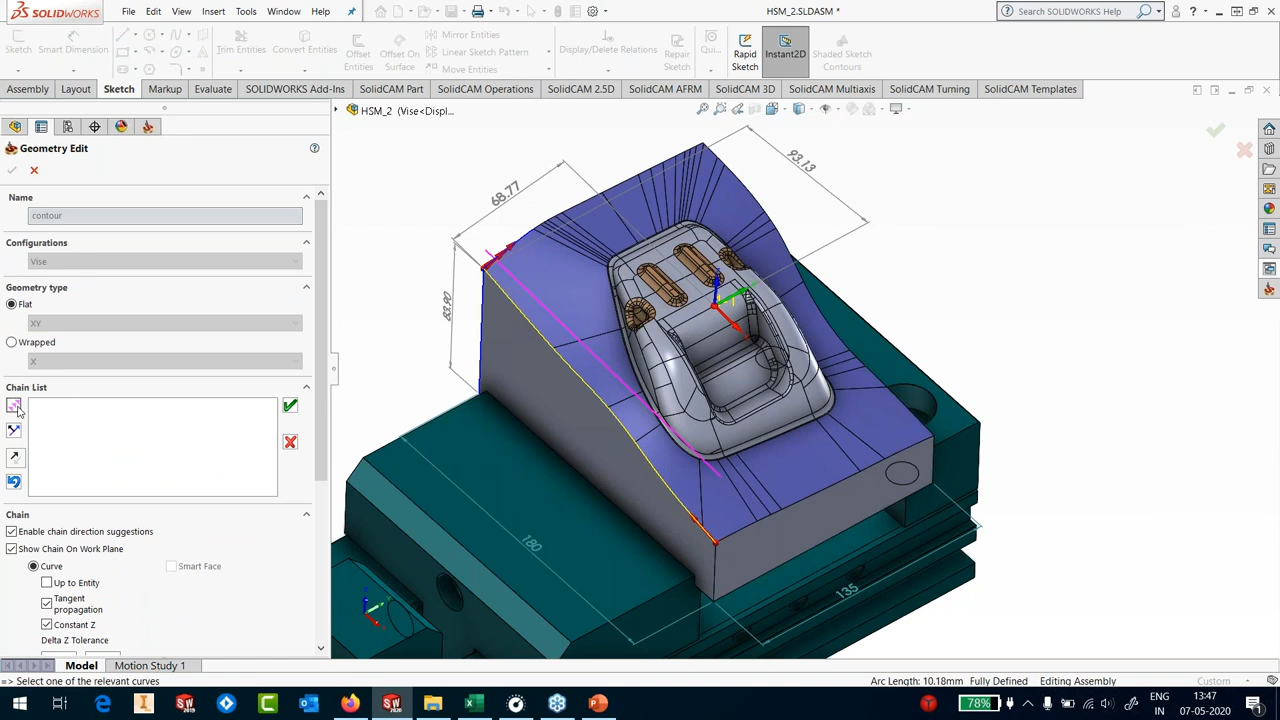 SOLIDWORKS
File Edit View Insert Tools Window Help
HSM_2.SLDASM *
Search SOLIDWORKS Help
Sketch
Smart Dimension
Trim Entities
Convert Entities
Offset Entities
Offset On Surface
Mirror Entities
Linear Sketch Pattern
Move Entities
Display/Delete Relations
Repair Sketch
Qui...
Rapid Sketch
Instant2D
Shaded Sketch Contours
Assembly Layout Sketch Markup Evaluate SOLIDWORKS Add-Ins SolidCAM Part SolidCAM Operations SolidCAM 2.5D SolidCAM AFRM SolidCAM 3D SolidCAM Multiaxis SolidCAM Turning SolidCAM Templates
HSM_2 (Vise<Displ...
Geometry Edit
Name
contour
Configurations
Vise
Geometry type
Flat
XY
Wrapped
X
Chain List
Chain
Enable chain direction suggestions
Show Chain On Work Plane
Curve
Smart Face
Up to Entity
Tangent propagation
Constant Z
Delta Z Tolerance
68.77
93.13
83.90
180
135
Model Motion Study 1
=> Select one of the relevant curves
Arc Length: 10.18mm Fully Defined Editing Assembly Custom
78%
ENG
IN
13:47
07-05-2020